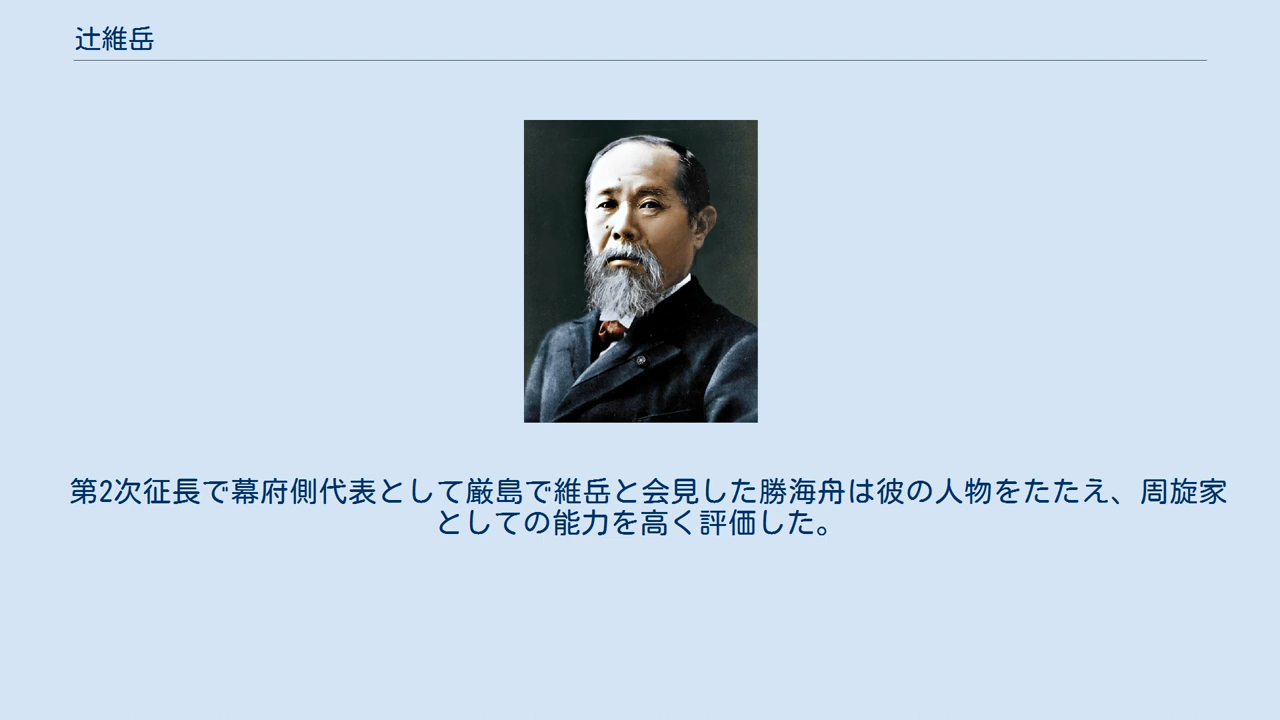 辻維岳
第2次征長で幕府側代表として厳島で維岳と会見した勝海舟は彼の人物をたたえ、周旋家
としての能力を高く評価した。